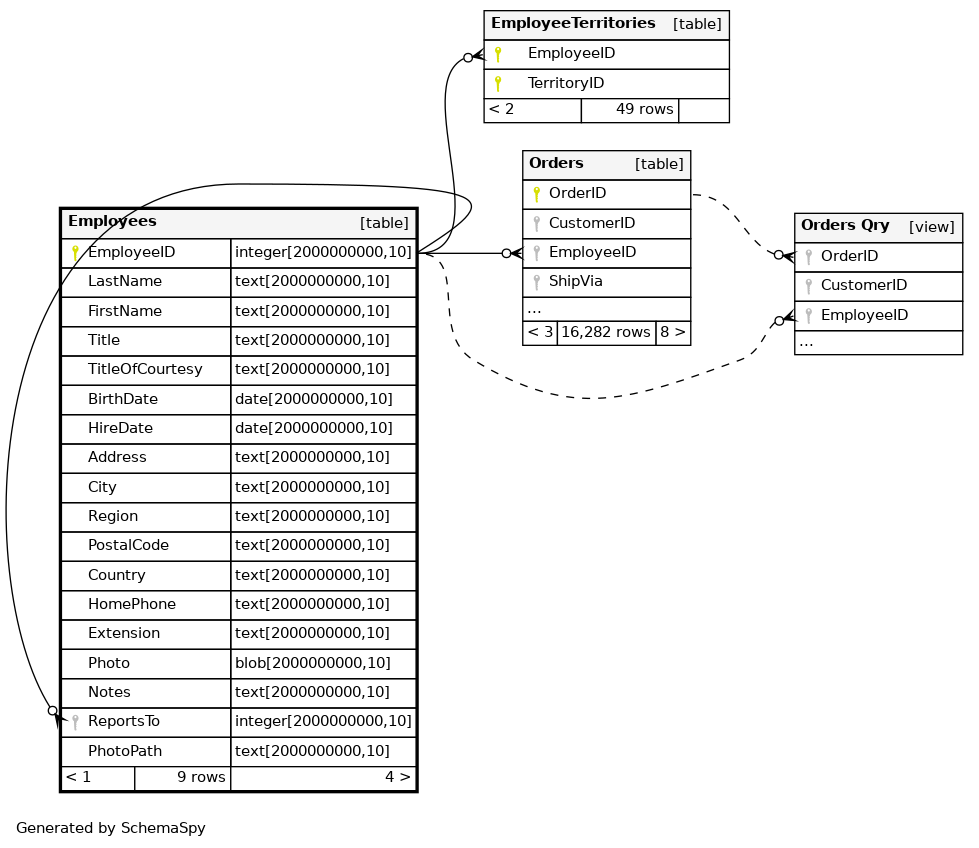 EmployeeTerritories [table]
EmployeeID
TerritoryID
< 2 49 rows
Orders [table]
OrderID
CustomerID
EmployeeID
ShipVia
...
< 3 16,282 rows 8 >
Orders Qry [view]
OrderID
CustomerID
EmployeeID
...
Employees [table]
EmployeeID integer[2000000000,10]
LastName text[2000000000,10]
FirstName text[2000000000,10]
Title text[2000000000,10]
TitleOfCourtesy text[2000000000,10]
BirthDate date[2000000000,10]
HireDate date[2000000000,10]
Address text[2000000000,10]
City text[2000000000,10]
Region text[2000000000,10]
PostalCode text[2000000000,10]
Country text[2000000000,10]
HomePhone text[2000000000,10]
Extension text[2000000000,10]
Photo blob[2000000000,10]
Notes text[2000000000,10]
ReportsTo integer[2000000000,10]
PhotoPath text[2000000000,10]
< 1 9 rows 4 >
Generated by SchemaSpy